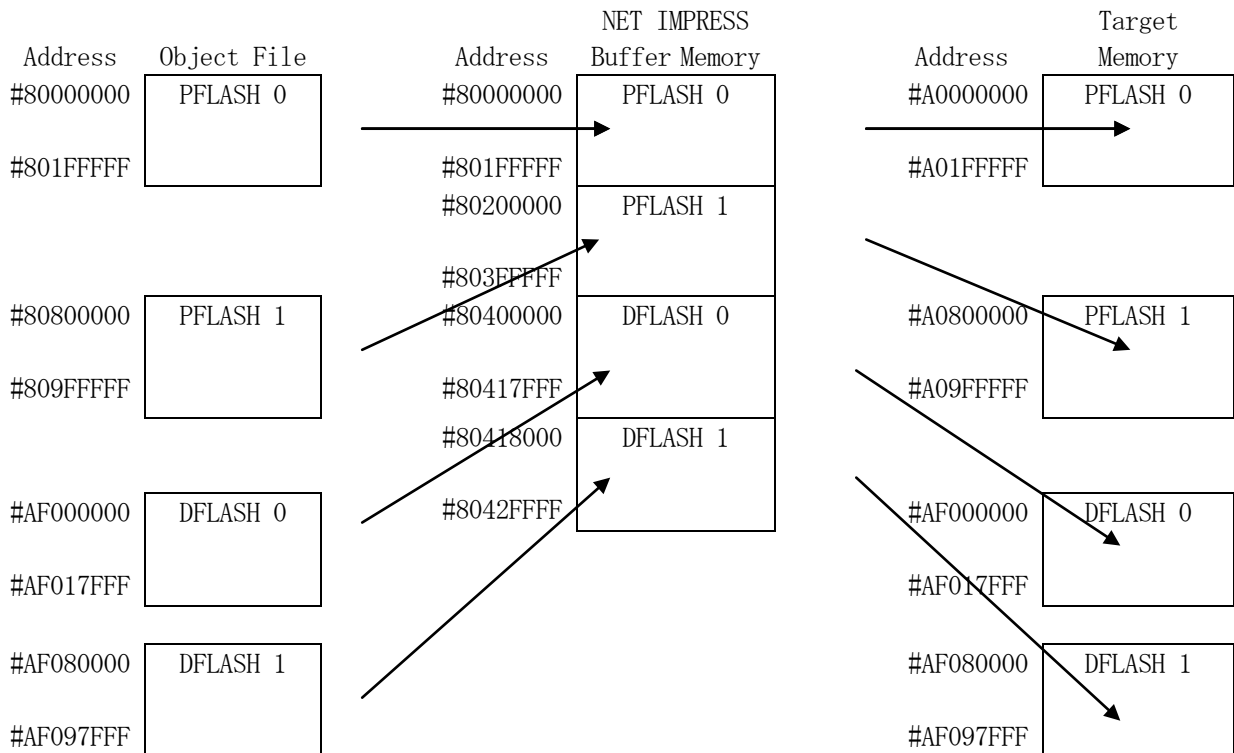 NET IMPRESS Target
Address Object File Address Buffer Memory Address Memory
#80000000 PFLASH 0 #80000000 PFLASH 0 #A0000000 PFLASH 0
#801FFFFF #801FFFFF #A01FFFFF
#80200000 PFLASH 1
#803FFFFF
#80800000 PFLASH 1 #80400000 DFLASH 0 #A0800000 PFLASH 1
#809FFFFF #80417FFF #A09FFFFF
#80418000 DFLASH 1
#AF000000 DFLASH 0 #8042FFFF #AF000000 DFLASH 0
#AF017FFF #AF017FFF
#AF080000 DFLASH 1 #AF080000 DFLASH 1
#AF097FFF #AF097FFF